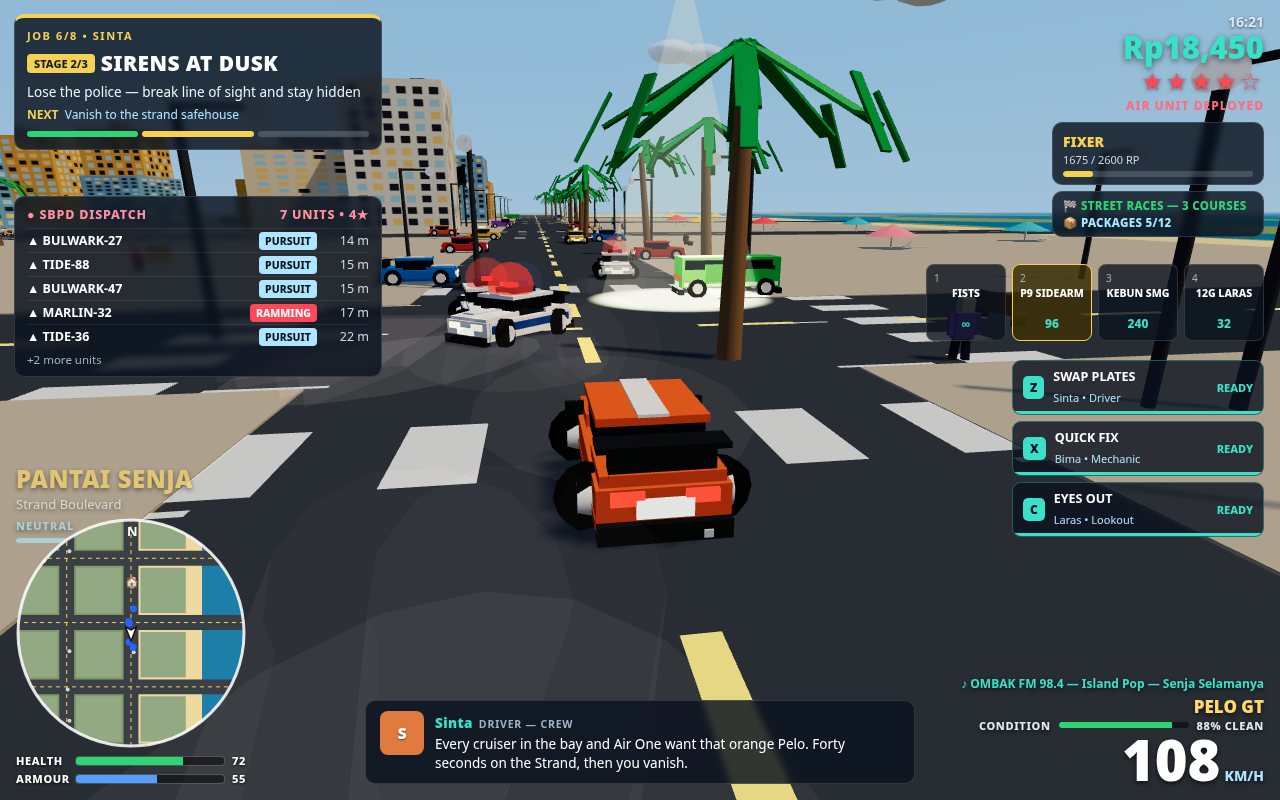 JOB 6/8 • SINTA
STAGE 2/3 SIRENS AT DUSK
Lose the police — break line of sight and stay hidden
NEXT Vanish to the strand safehouse
● SBPD DISPATCH 7 UNITS • 4★
▲ BULWARK-27 PURSUIT 14 m
▲ TIDE-88 PURSUIT 15 m
▲ BULWARK-47 PURSUIT 15 m
▲ MARLIN-32 RAMMING 17 m
▲ TIDE-36 PURSUIT 22 m
+2 more units
16:21
Rp18,450
★★★★☆
AIR UNIT DEPLOYED
FIXER
1675 / 2600 RP
🏁 STREET RACES — 3 COURSES
📦 PACKAGES 5/12
1 2 3 4
FISTS P9 SIDEARM KEBUN SMG 12G LARAS
∞ 96 240 32
Z SWAP PLATES READY
Sinta • Driver
X QUICK FIX READY
Bima • Mechanic
C EYES OUT READY
Laras • Lookout
PANTAI SENJA
Strand Boulevard
NEUTRAL
N
HEALTH 72
ARMOUR 55
S
Sinta DRIVER — CREW
Every cruiser in the bay and Air One want that orange Pelo. Forty
seconds on the Strand, then you vanish.
♪ OMBAK FM 98.4 — Island Pop — Senja Selamanya
PELO GT
CONDITION 88% CLEAN
108 KM/H